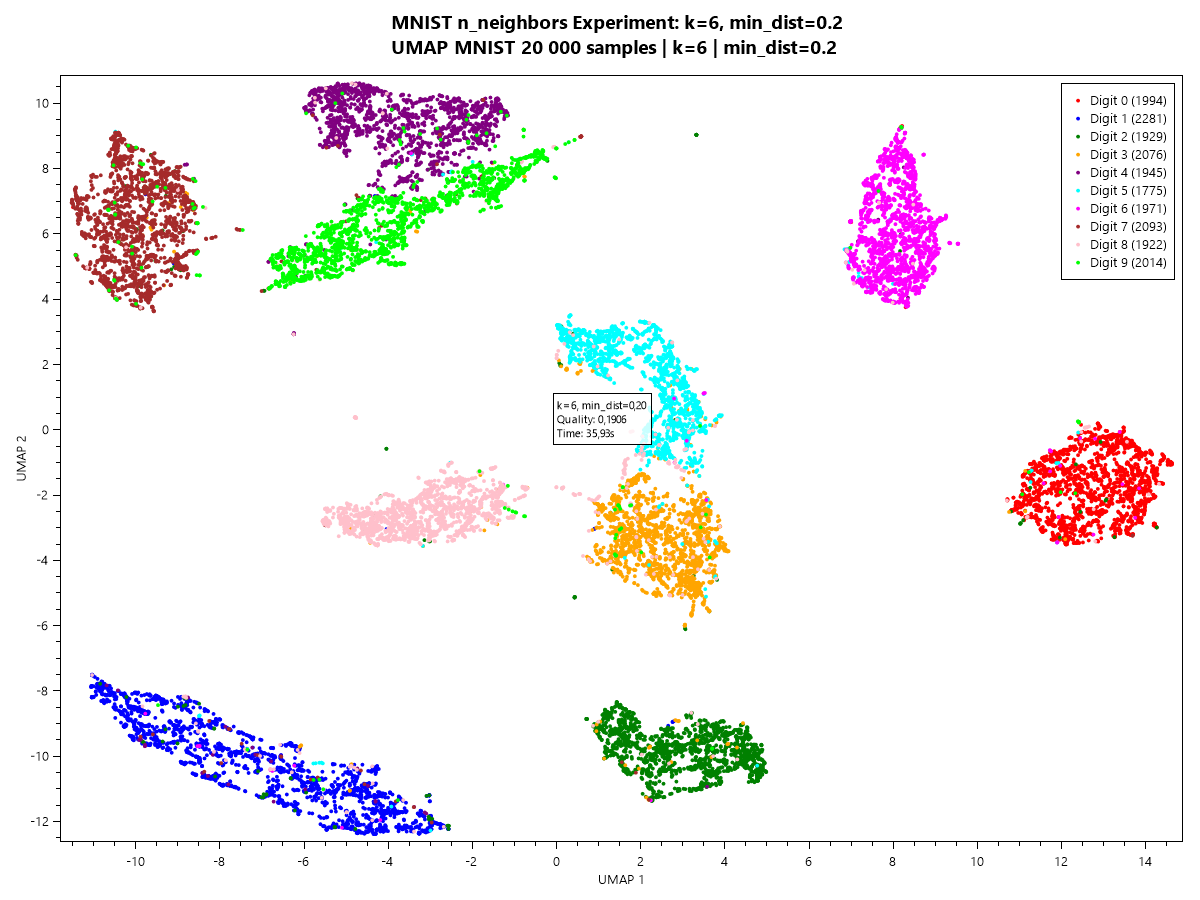 MNIST n_neighbors Experiment: k=6, min_dist=0.2
UMAP MNIST 20 000 samples | k=6 | min_dist=0.2
Digit 0 (1994)
Digit 1 (2281)
Digit 2 (1929)
Digit 3 (2076)
Digit 4 (1945)
Digit 5 (1775)
Digit 6 (1971)
Digit 7 (2093)
Digit 8 (1922)
Digit 9 (2014)
10
8
6
4
2
0
-2
-4
-6
-8
-10
-12
UMAP 2
k=6, min_dist=0,20
Quality: 0,1906
Time: 35,93s
-10 -8 -6 -4 -2 0 2 4 6 8 10 12 14
UMAP 1